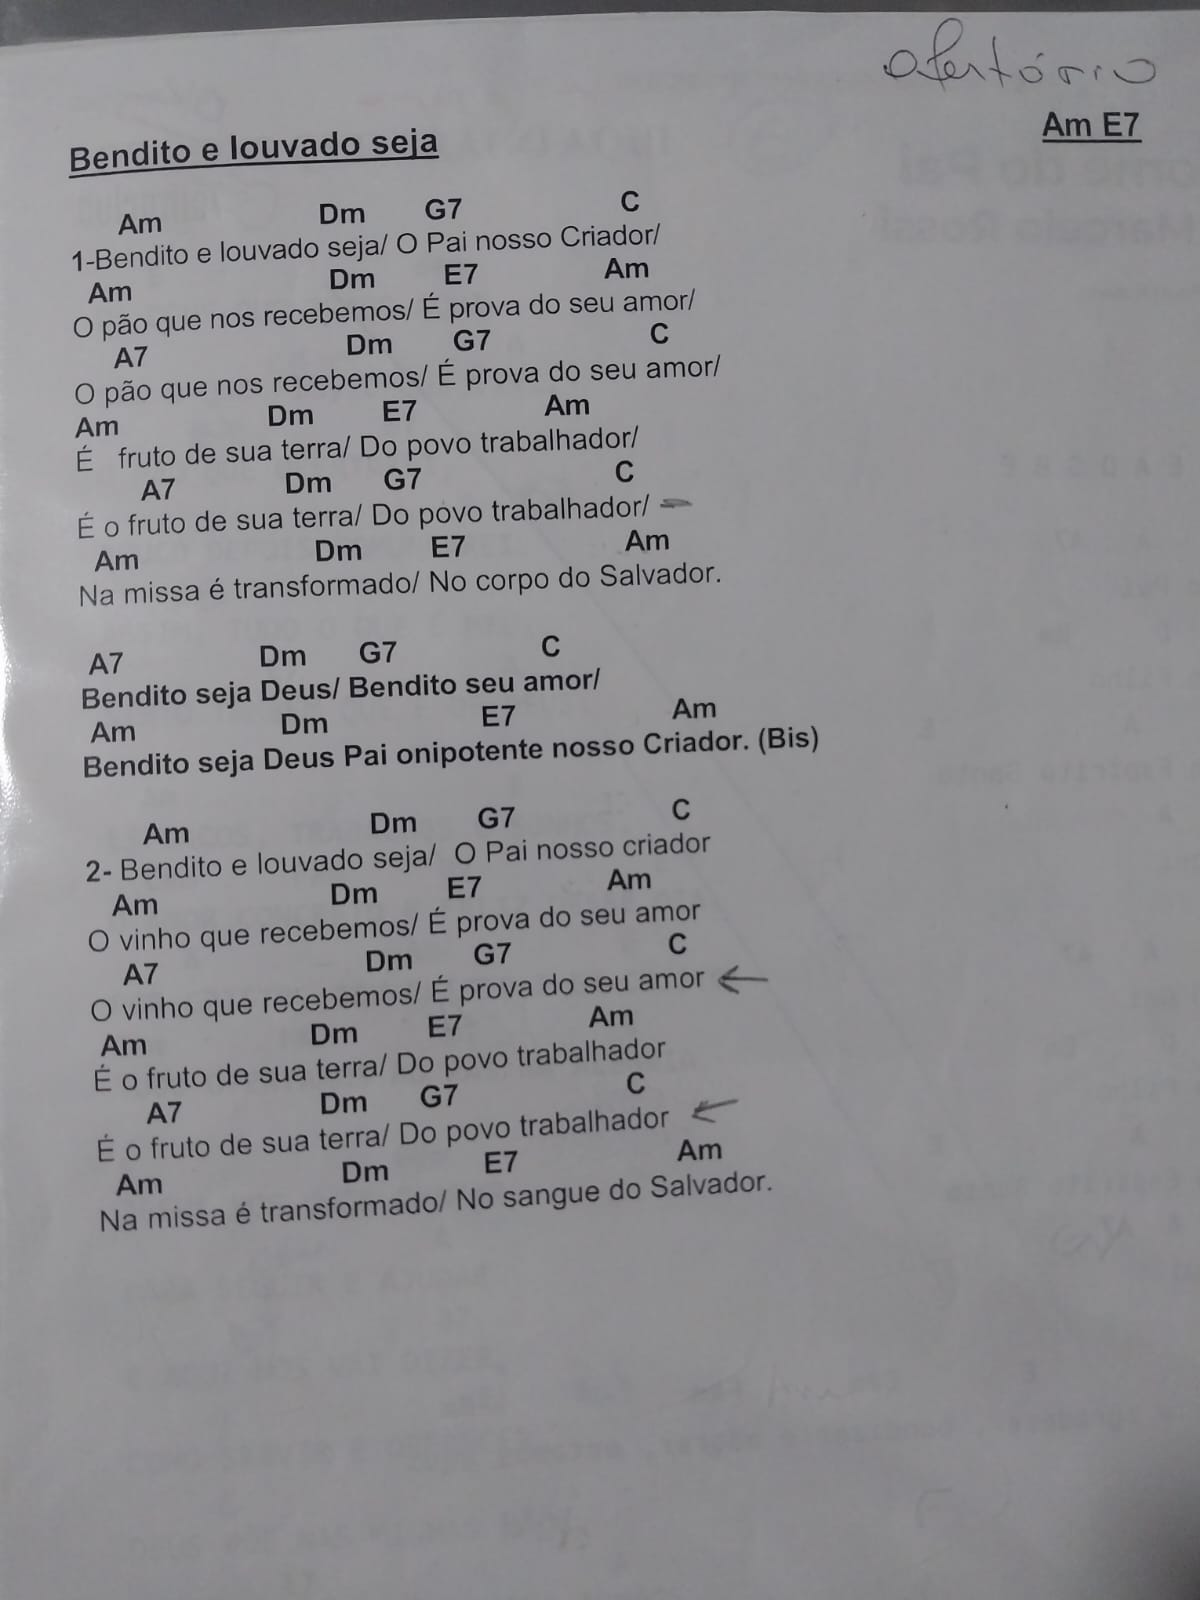 ofertório
Am E7
Bendito e louvado seja
Am Dm G7 C
1-Bendito e louvado seja/ O Pai nosso Criador/
Am Dm E7 Am
O pão que nos recebemos/ É prova do seu amor/
A7 Dm G7 C
O pão que nos recebemos/ É prova do seu amor/
Am Dm E7 Am
É fruto de sua terra/ Do povo trabalhador/
A7 Dm G7 C
É o fruto de sua terra/ Do povo trabalhador/
Am Dm E7 Am
Na missa é transformado/ No corpo do Salvador.
A7 Dm G7 C
Bendito seja Deus/ Bendito seu amor/
Am Dm E7 Am
Bendito seja Deus Pai onipotente nosso Criador. (Bis)
Am Dm G7 C
2- Bendito e louvado seja/ O Pai nosso criador
Am Dm E7 Am
O vinho que recebemos/ É prova do seu amor
A7 Dm G7 C
O vinho que recebemos/ É prova do seu amor
Am Dm E7 Am
É o fruto de sua terra/ Do povo trabalhador
A7 Dm G7 C
É o fruto de sua terra/ Do povo trabalhador
Am Dm E7 Am
Na missa é transformado/ No sangue do Salvador.